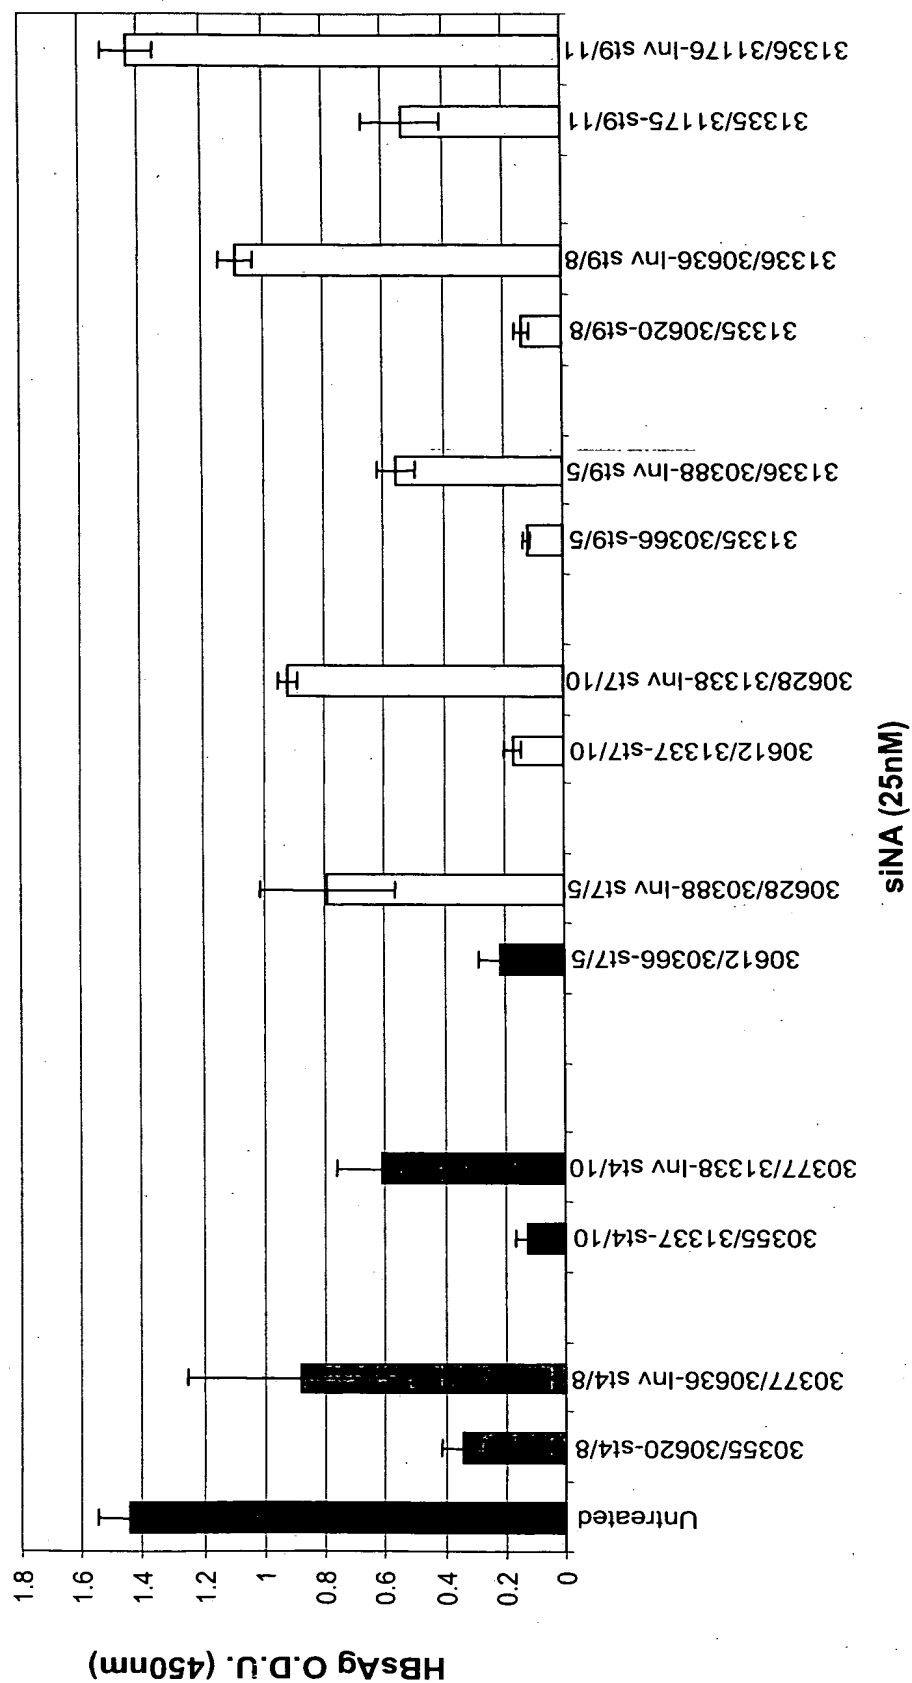 HBsAg O.D.U. (450nm)
1.8
1.6
1.4
1.2
1
0.8
0.6
0.4
0.2
0
Untreated
30355/30620-st4/8
30377/30636-Inv st4/8
30355/31337-st4/10
30377/31338-Inv st4/10
30612/30366-st7/5
30628/30388-Inv st7/5
30612/31337-st7/10
30628/31338-Inv st7/10
31335/30366-st9/5
31336/30388-Inv st9/5
31335/30620-st9/8
31336/30636-Inv st9/8
31335/31175-st9/11
31336/31176-Inv st9/11
siNA (25nM)